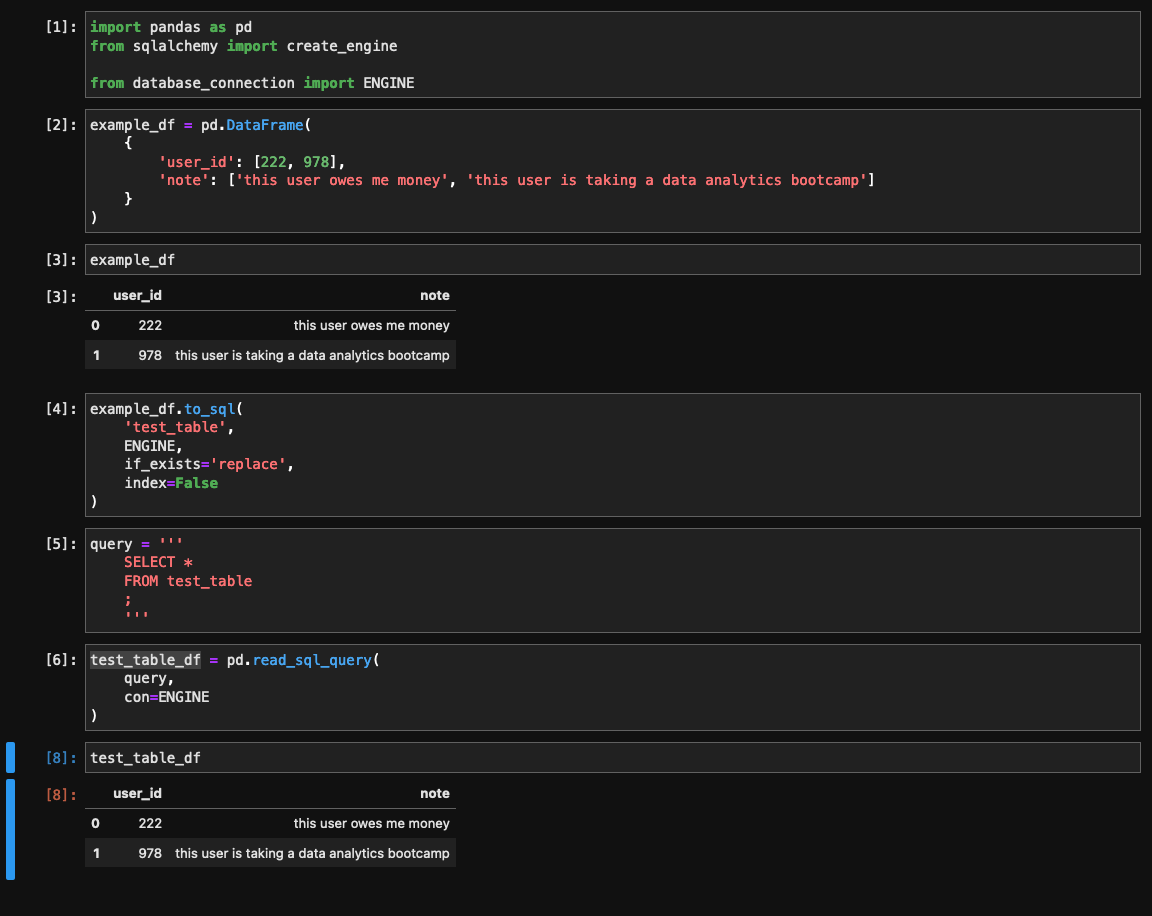 [1]: import pandas as pd
from sqlalchemy import create_engine
from database_connection import ENGINE
[2]: example_df = pd.DataFrame(
{
'user_id': [222, 978],
'note': ['this user owes me money', 'this user is taking a data analytics bootcamp']
}
)
[3]: example_df
[3]: user_id note
0 222 this user owes me money
1 978 this user is taking a data analytics bootcamp
[4]: example_df.to_sql(
'test_table',
ENGINE,
if_exists='replace',
index=False
)
[5]: query = '''
SELECT *
FROM test_table
;
'''
[6]: test_table_df = pd.read_sql_query(
query,
con=ENGINE
)
[8]: test_table_df
[8]: user_id note
0 222 this user owes me money
1 978 this user is taking a data analytics bootcamp